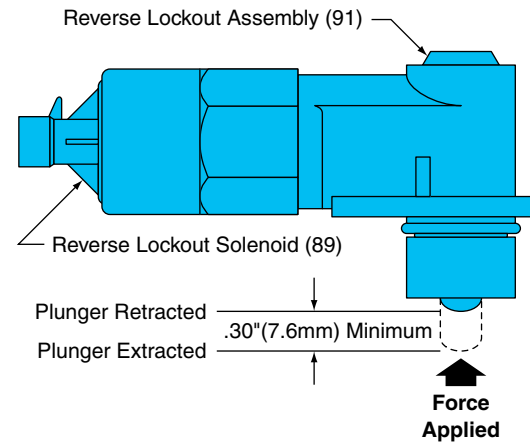 Reverse Lockout Assembly (91)
Reverse Lockout Solenoid (89)
Plunger Retracted
.30"(7.6mm) Minimum
Plunger Extracted
Force
Applied